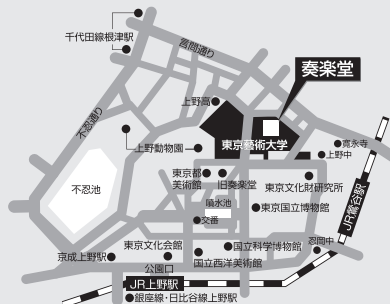 千代田線根津駅
言問通り
奏楽堂
不忍通り
上野高
東京藝術大学
寛永寺
上野中
上野動物園
東京都
美術館
旧奏楽堂
東京文化財研究所
JR鶯谷駅
不忍池
噴水池
東京国立博物館
交番
忍岡中
東京文化会館
国立科学博物館
京成上野駅
公園口
国立西洋美術館
JR上野駅
銀座線・日比谷線上野駅